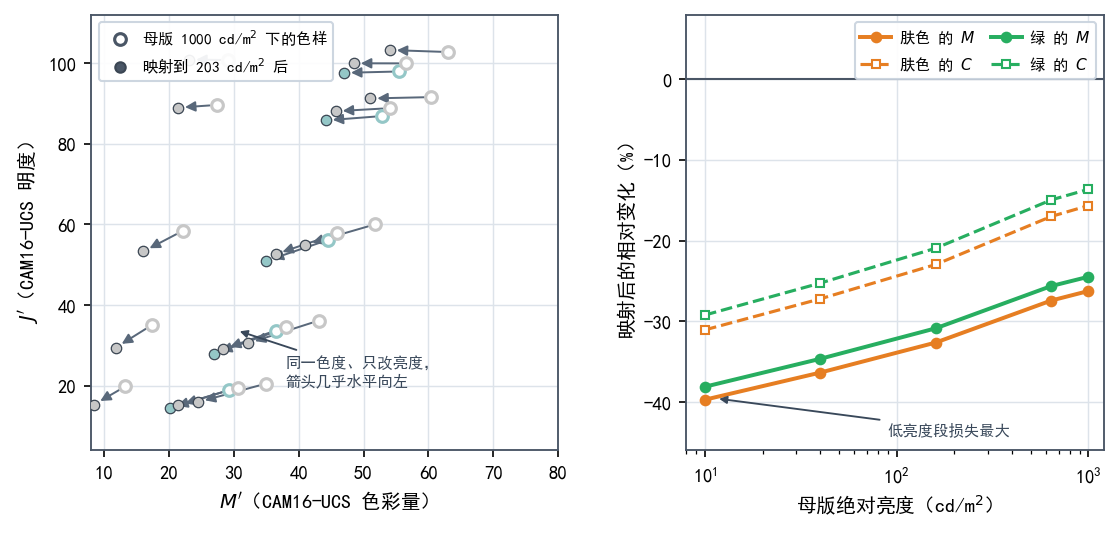 母版 1000 cd/m² 下的色样
映射到 203 cd/m² 后
100
80
60
40
20
J′（CAM16-UCS 明度）
同一色度、只改亮度,
箭头几乎水平向左
10
20
30
40
50
60
70
80
M′（CAM16-UCS 色彩量）
肤色 的 M
肤色 的 C
绿 的 M
绿 的 C
0
−10
−20
−30
−40
映射后的相对变化（%）
低亮度段损失最大
10¹
10²
10³
母版绝对亮度（cd/m²）